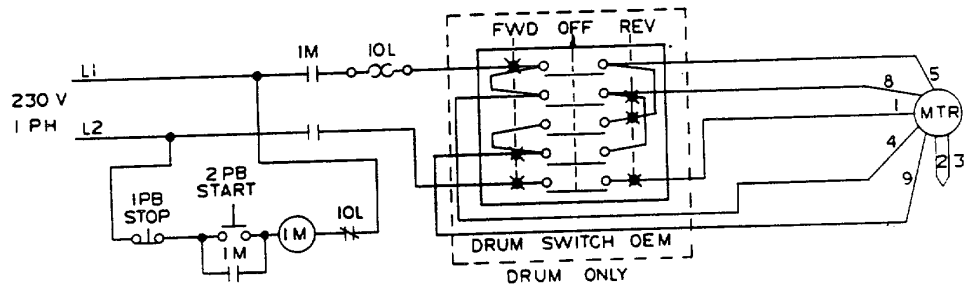 FWD OFF REV
1M
1OL
L1
230 V
1 PH
L2
5
8
1
MTR
4
2
3
9
1PB
STOP
2 PB
START
1M
1OL
1M
DRUM SWITCH OEM
DRUM ONLY